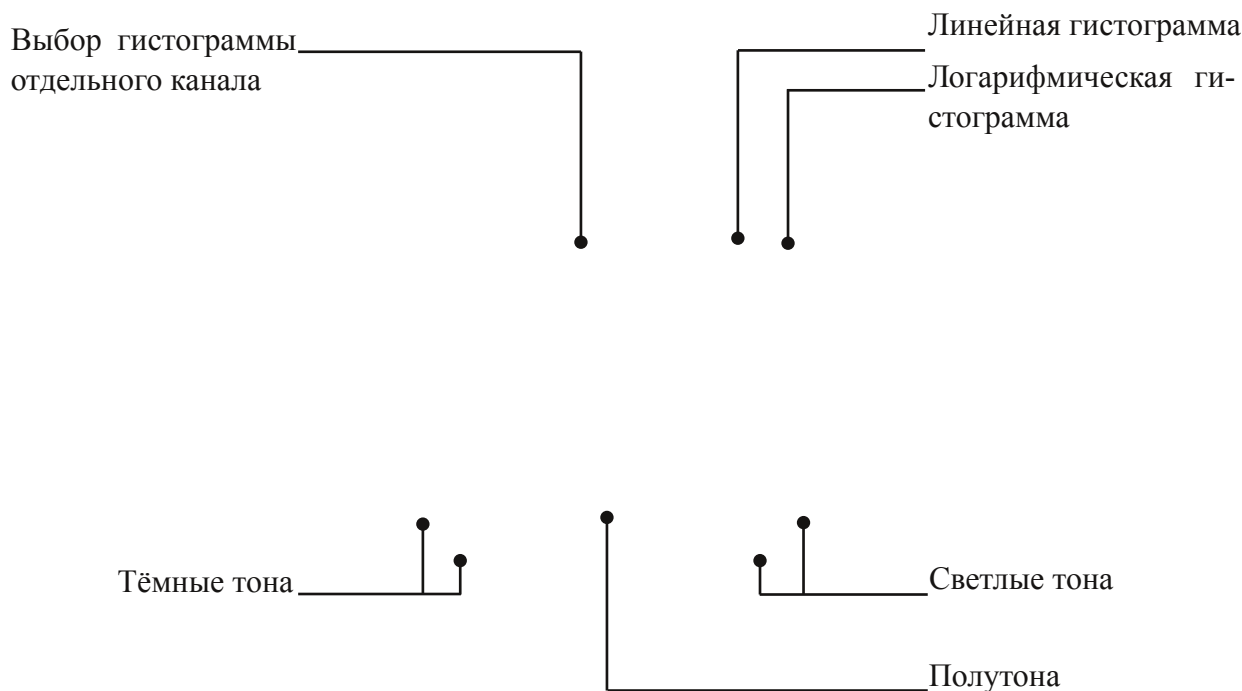 Выбор гистограммы
отдельного канала
Линейная гистограмма
Логарифмическая ги-
стограмма
Тёмные тона
Светлые тона
Полутона